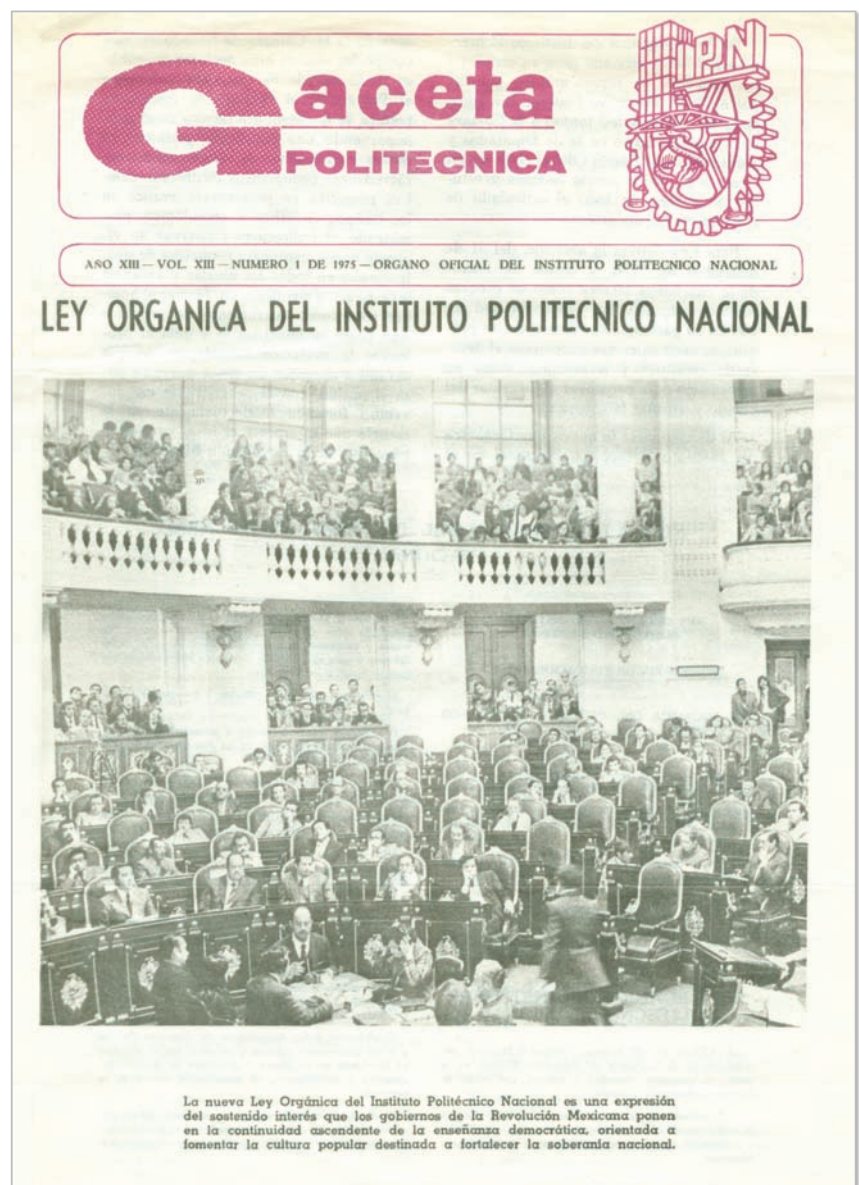 Gaceta
POLITECNICA
IPN
AÑO XIII — VOL. XIII — NUMERO 1 DE 1975 — ORGANO OFICIAL DEL INSTITUTO POLITECNICO NACIONAL
LEY ORGANICA DEL INSTITUTO POLITECNICO NACIONAL
La nueva Ley Orgánica del Instituto Politécnico Nacional es una expresión
del sostenido interés que los gobiernos de la Revolución Mexicana ponen
en la continuidad ascendente de la enseñanza democrática, orientada a
fomentar la cultura popular destinada a fortalecer la soberanía nacional.